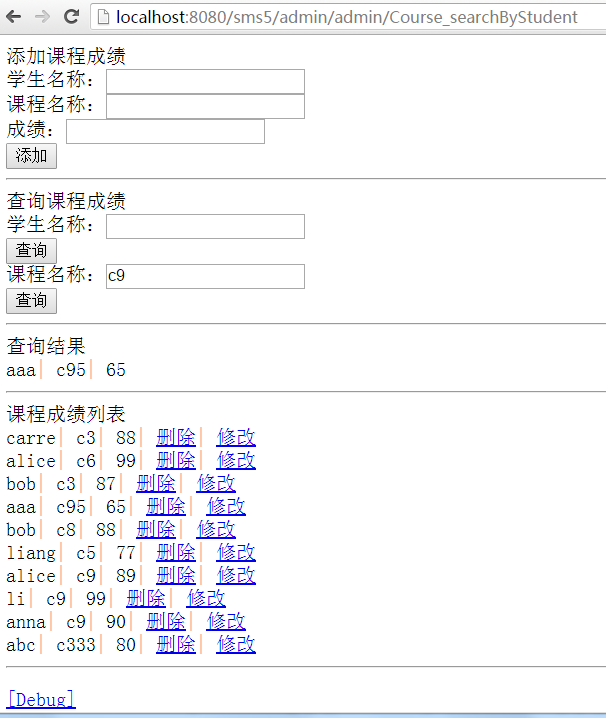 localhost:8080/sms5/admin/admin/Course_searchByStudent
添加课程成绩
学生名称：
课程名称：
成绩：
添加
查询课程成绩
学生名称：
查询
课程名称：c9
查询
查询结果
aaa| c95| 65
课程成绩列表
carre| c3| 88| 删除| 修改
alice| c6| 99| 删除| 修改
bob| c3| 87| 删除| 修改
aaa| c95| 65| 删除| 修改
bob| c8| 88| 删除| 修改
liang| c5| 77| 删除| 修改
alice| c9| 89| 删除| 修改
li| c9| 99| 删除| 修改
anna| c9| 90| 删除| 修改
abc| c333| 80| 删除| 修改
[Debug]